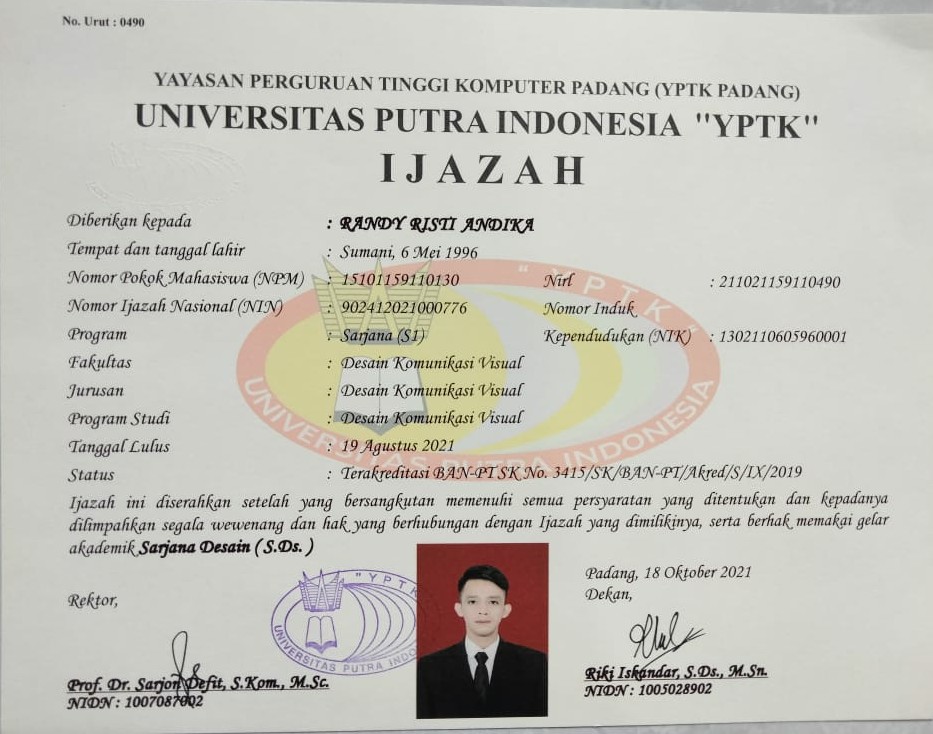 No. Urut : 0490
YAYASAN PERGURUAN TINGGI KOMPUTER PADANG (YPTK PADANG)
UNIVERSITAS PUTRA INDONESIA "YPTK"
IJAZAH
Diberikan kepada : RANDY RISTI ANDIKA
Tempat dan tanggal lahir : Sumani, 6 Mei 1996
Nomor Pokok Mahasiswa (NPM) : 15101159110130 Nirl : 211021159110490
Nomor Ijazah Nasional (NIN) : 902412021000776 Nomor Induk
Program : Sarjana (S1) Kependudukan (NIK) : 1302110605960001
Fakultas : Desain Komunikasi Visual
Jurusan : Desain Komunikasi Visual
Program Studi : Desain Komunikasi Visual
Tanggal Lulus : 19 Agustus 2021
Status : Terakreditasi BAN-PT SK No. 3415/SK/BAN-PT/Akred/S/IX/2019
"YPTK"
UNIVERSITAS PUTRA INDONESIA
Ijazah ini diserahkan setelah yang bersangkutan memenuhi semua persyaratan yang ditentukan dan kepadanya
dilimpahkan segala wewenang dan hak yang berhubungan dengan Ijazah yang dimilikinya, serta berhak memakai gelar
akademik Sarjana Desain ( S.Ds. )
Padang, 18 Oktober 2021
Rektor, Dekan,
"YPTK
UNIVERSITAS PUTRA INDO
Prof. Dr. Sarjon Defit, S.Kom., M.Sc. Riki Iskandar, S.Ds., M.Sn.
NIDN : 1007087002 NIDN : 1005028902